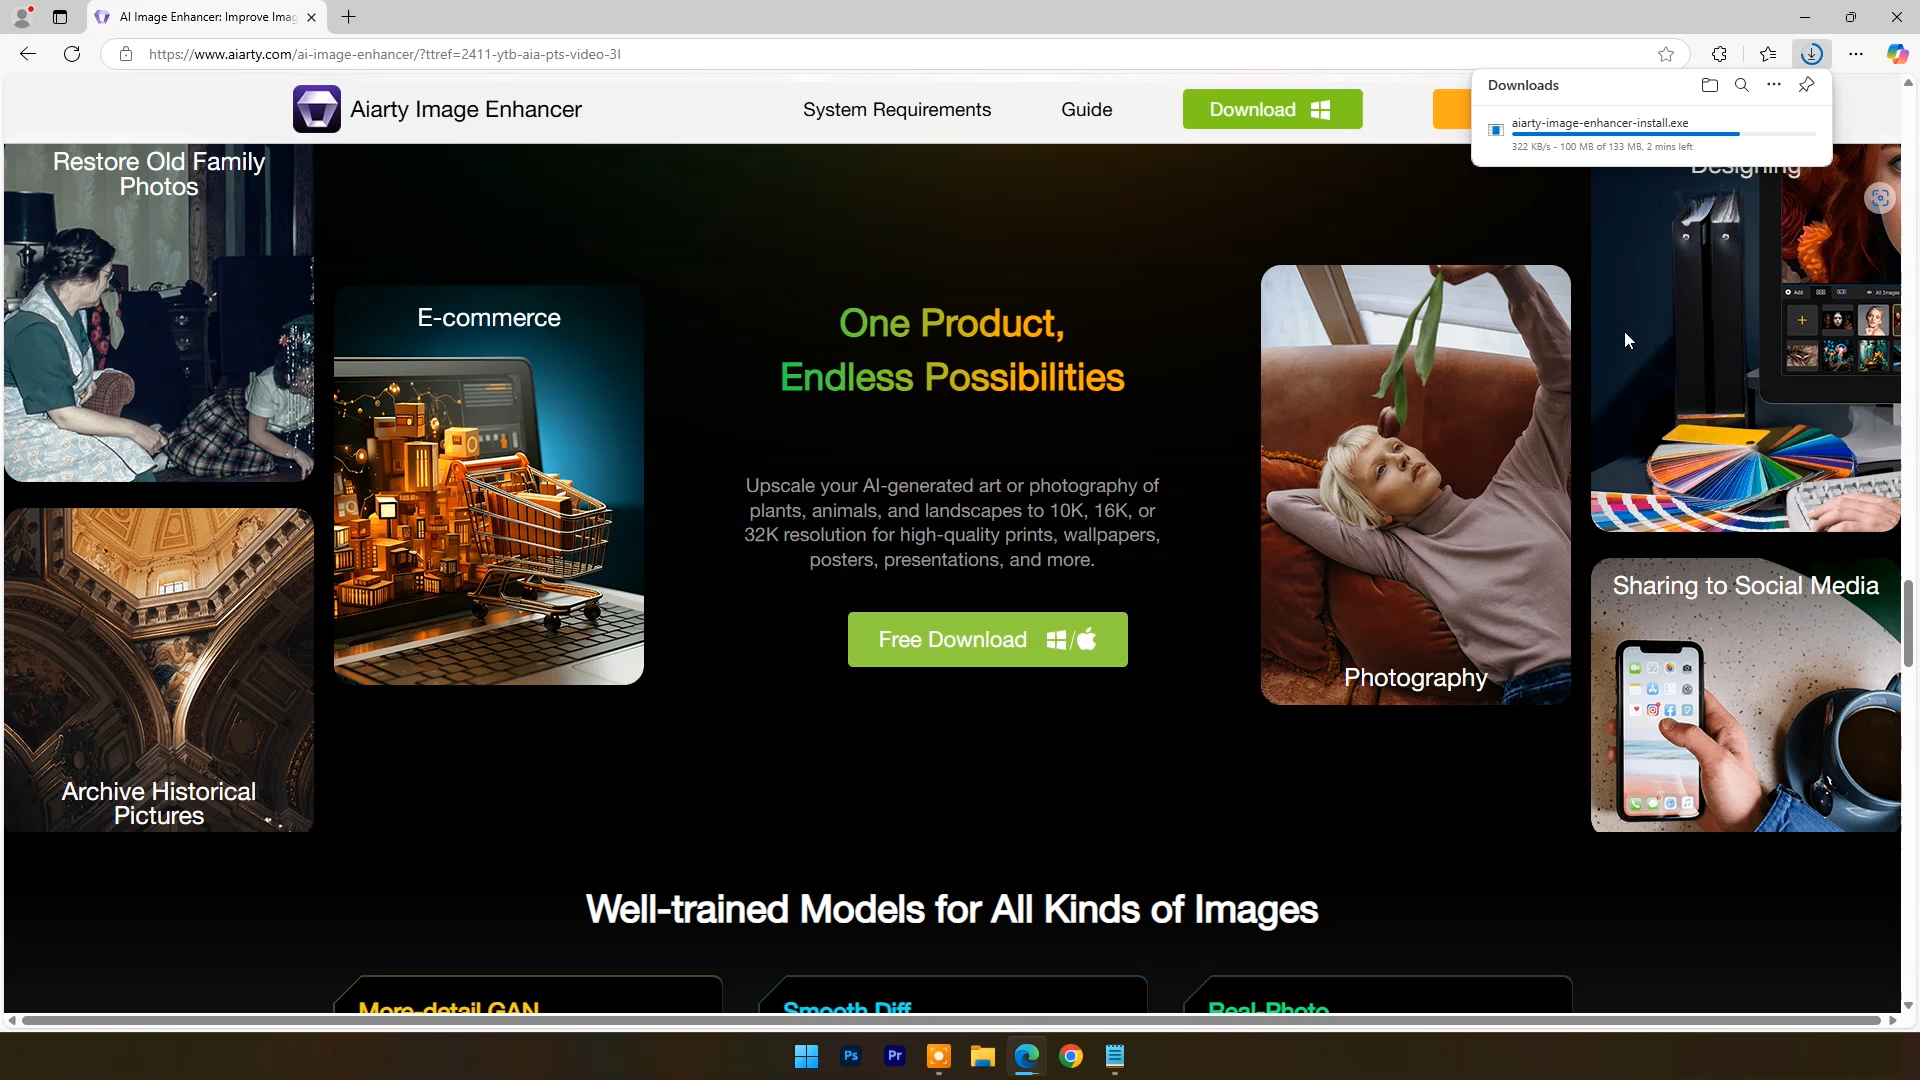 AI Image Enhancer: Improve Imag
https://www.aiarty.com/ai-image-enhancer/?ttref=2411-ytb-aia-pts-video-3l
Downloads
aiarty-image-enhancer-install.exe
322 KB/s - 100 MB of 133 MB, 2 mins left
Aiarty Image Enhancer
System Requirements
Guide
Download
Restore Old Family
Photos
Designing
E-commerce
One Product,
Endless Possibilities
Add
All Images
Upscale your AI-generated art or photography of
plants, animals, and landscapes to 10K, 16K, or
32K resolution for high-quality prints, wallpapers,
posters, presentations, and more.
Free Download
/
Photography
Sharing to Social Media
Archive Historical
Pictures
Well-trained Models for All Kinds of Images
More-detail GAN
Smooth Diff
Real-Photo
Ps
Pr